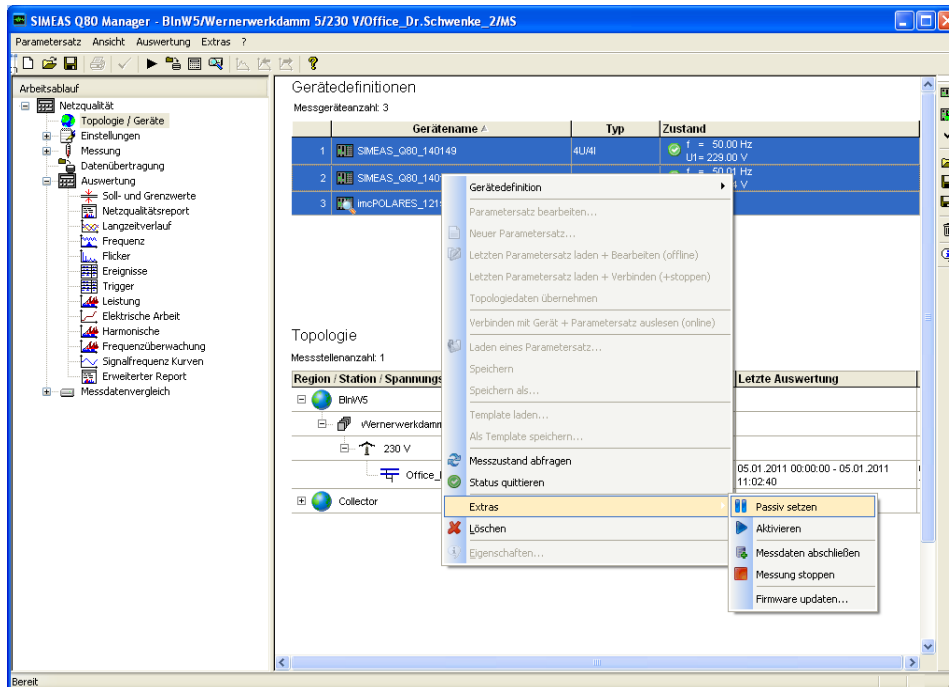 SIMEAS Q80 Manager - BlnW5/Wernerwerkdamm 5/230 V/Office_Dr.Schwenke_2/MS
Parametersatz Ansicht Auswertung Extras ?
Arbeitsablauf
Netzqualität
Topologie / Geräte
Einstellungen
Messung
Datenübertragung
Auswertung
Soll- und Grenzwerte
Netzqualitätsreport
Langzeitverlauf
Frequenz
Flicker
Ereignisse
Trigger
Leistung
Elektrische Arbeit
Harmonische
Frequenzüberwachung
Signalfrequenz Kurven
Erweiterter Report
Messdatenvergleich
Gerätedefinitionen
Messgeräteanzahl: 3
Gerätename Typ Zustand
1 SIMEAS_Q80_140149 4U/4I f = 50.00 Hz
U1= 229.00 V
2 SIMEAS_Q80_140 f = 50.01 Hz
V
3 imcPOLARES_121
Topologie
Messstellenanzahl: 1
Region / Station / Spannungs Letzte Auswertung
BlnW5
Wernerwerkdamm
230 V
Office_ 05.01.2011 00:00:00 - 05.01.2011
11:02:40
Collector
Gerätedefinition
Parametersatz bearbeiten...
Neuer Parametersatz...
Letzten Parametersatz laden + Bearbeiten (offline)
Letzten Parametersatz laden + Verbinden (+stoppen)
Topologiedaten übernehmen
Verbinden mit Gerät + Parametersatz auslesen (online)
Laden eines Parametersatz...
Speichern
Speichern als...
Template laden...
Als Template speichern...
Messzustand abfragen
Status quittieren
Extras
Löschen
Eigenschaften...
Passiv setzen
Aktivieren
Messdaten abschließen
Messung stoppen
Firmware updaten...
Bereit